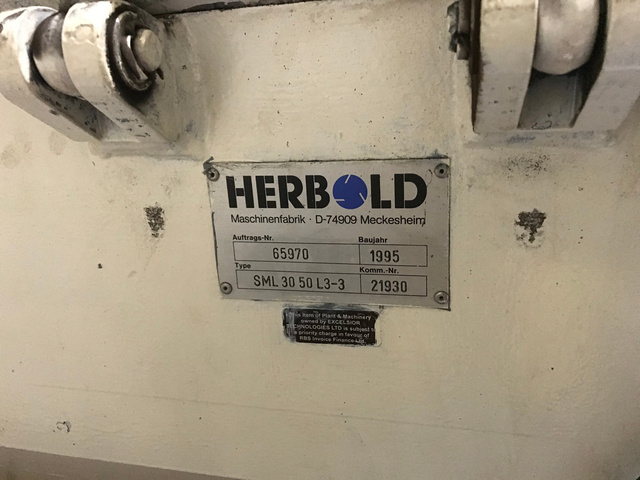 HERBOLD
Maschinenfabrik · D-74909 Meckesheim
Auftrags-Nr. Baujahr
65970 1995
Type Komm.-Nr.
SML 30 50 L3-3 21930
This item of Plant & Machinery
owned by EXCELSIOR
TECHNOLOGIES LTD is subject to
a priority charge in favour of
RBS Invoice Finance Ltd.